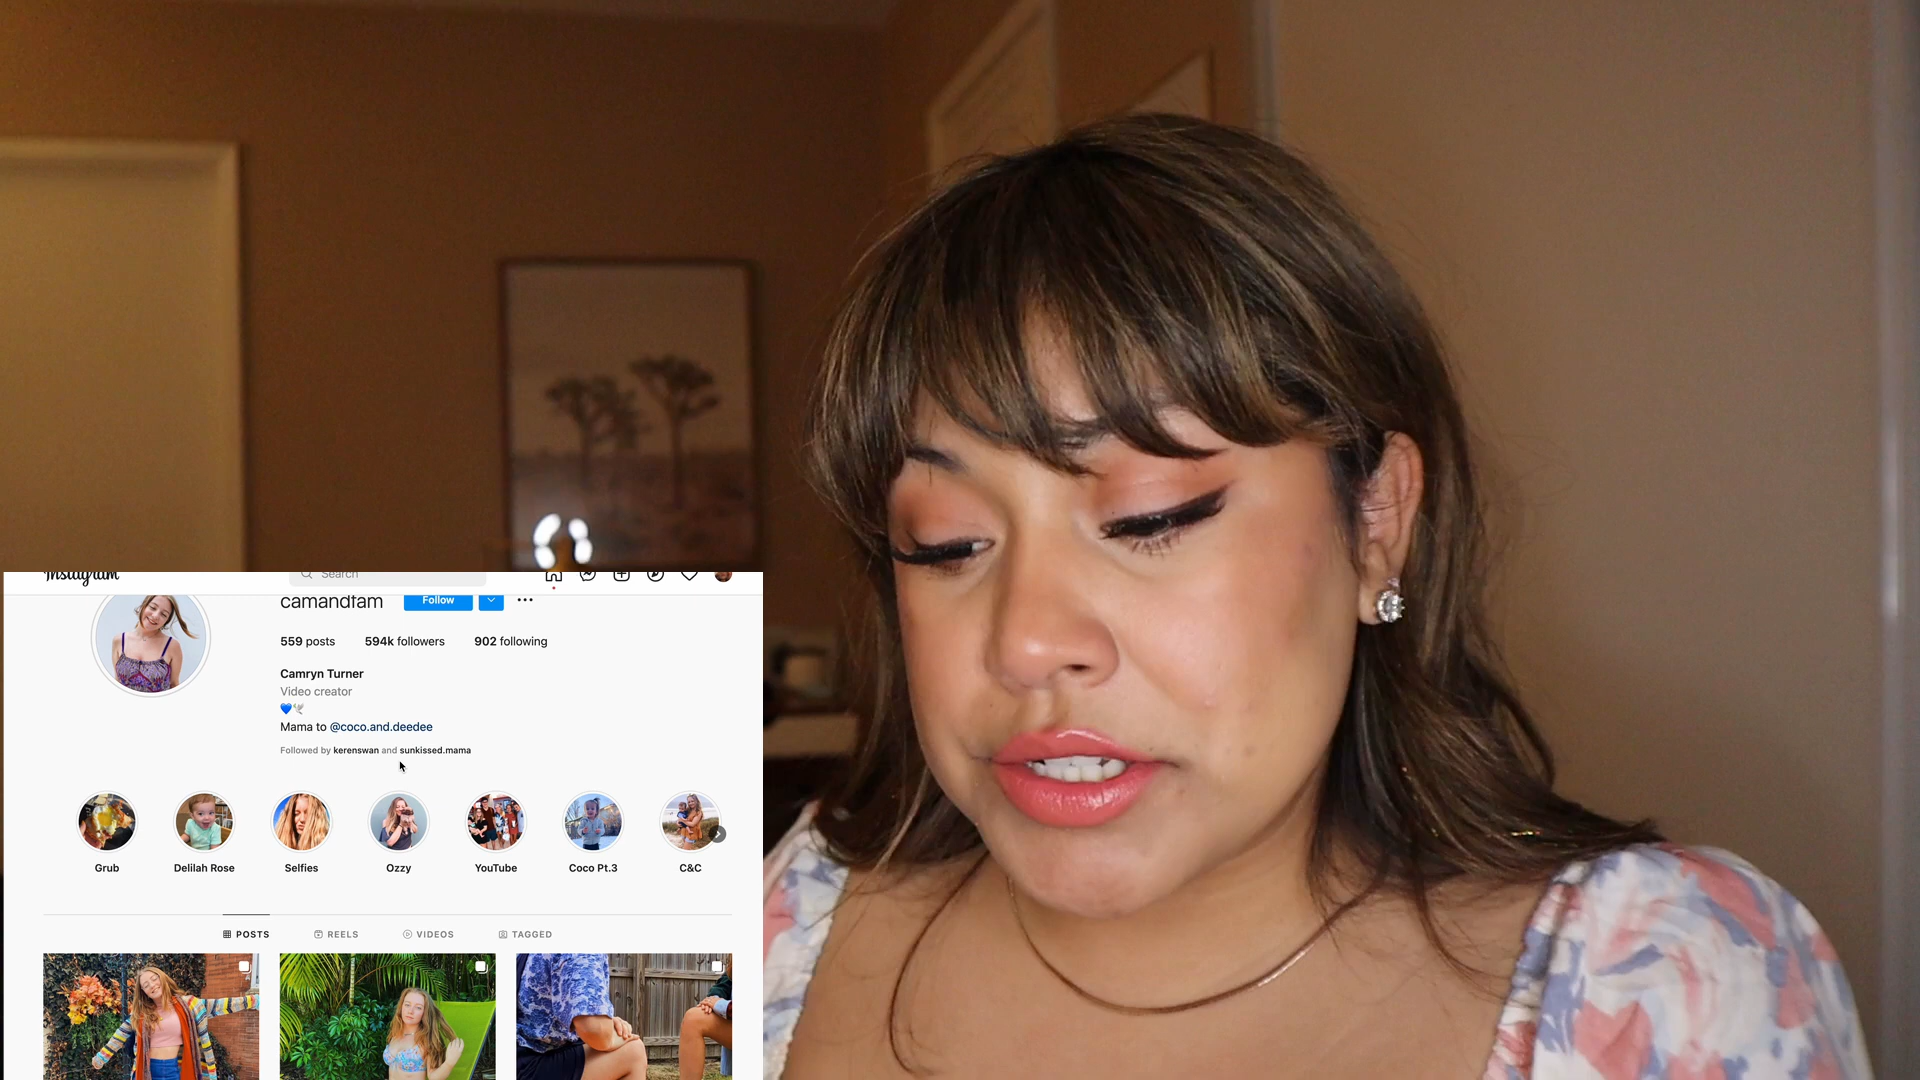 Instagram
Search
camandfam Follow
559 posts 594k followers 902 following
Camryn Turner
Video creator
💙🕊
Mama to @coco.and.deedee
Followed by kerenswan and sunkissed.mama
Grub Delilah Rose Selfies Ozzy YouTube Coco Pt.3 C&C
POSTS REELS VIDEOS TAGGED